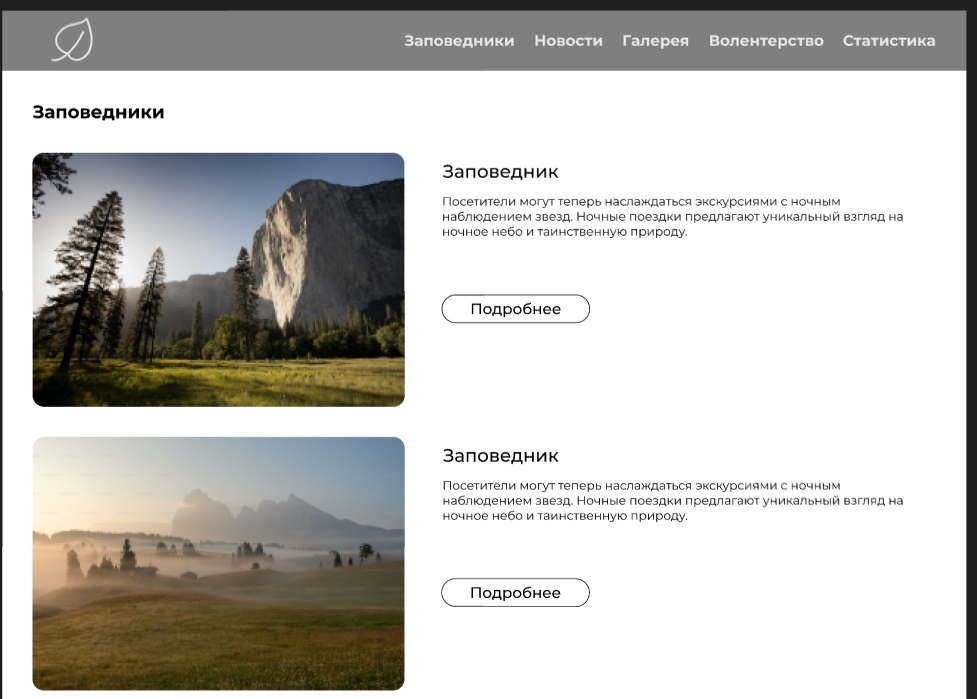 Заповедники Новости Галерея Волентерство Статистика
Заповедники
Заповедник
Посетители могут теперь наслаждаться экскурсиями с ночным
наблюдением звезд. Ночные поездки предлагают уникальный взгляд на
ночное небо и таинственную природу.
Подробнее
Заповедник
Посетители могут теперь наслаждаться экскурсиями с ночным
наблюдением звезд. Ночные поездки предлагают уникальный взгляд на
ночное небо и таинственную природу.
Подробнее